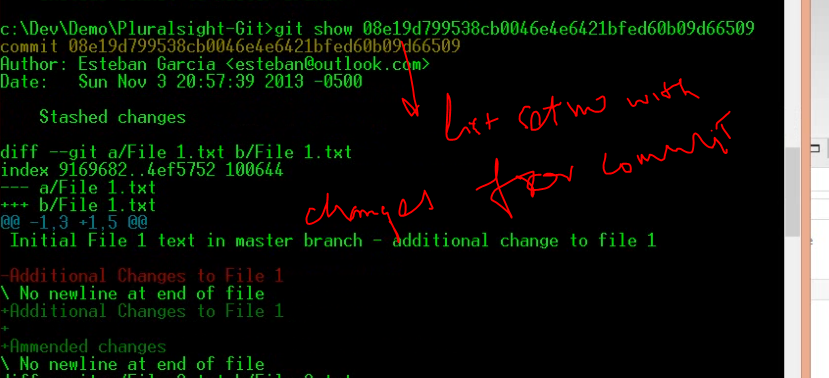 c:\Dev\Demo\Pluralsight-Git>git show 08e19d799538cb0046e4e6421bfed60b09d66509
commit 08e19d799538cb0046e4e6421bfed60b09d66509
Author: Esteban Garcia <esteban@outlook.com>
Date:   Sun Nov 3 20:57:39 2013 -0500
with
    Stashed changes
for commit
diff --git a/File 1.txt b/File 1.txt
index 9169682..4ef5752 100644
--- a/File 1.txt
+++ b/File 1.txt
changes
@@ -1,3 +1,5 @@
 Initial File 1 text in master branch - additional change to file 1
-Additional Changes to File 1
\ No newline at end of file
+Additional Changes to File 1
+
+Ammended changes
\ No newline at end of file